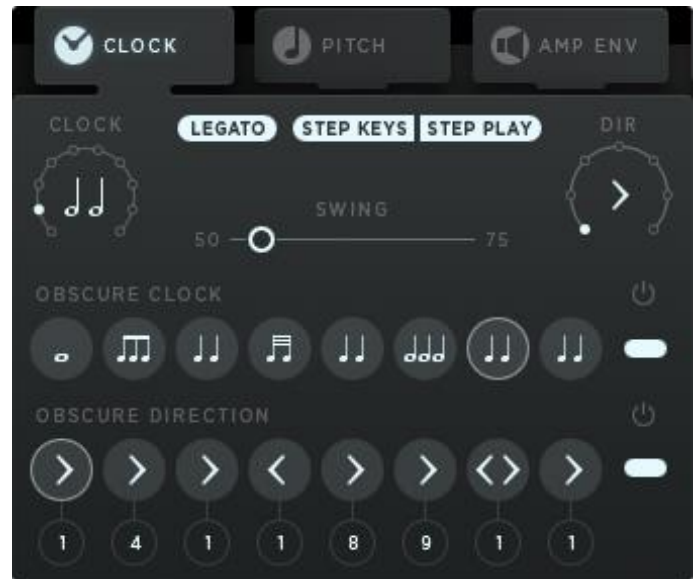 CLOCK PITCH AMP ENV
CLOCK LEGATO STEP KEYS STEP PLAY DIR
SWING
50 75
OBSCURE CLOCK
OBSCURE DIRECTION
1 4 1 1 8 9 1 1